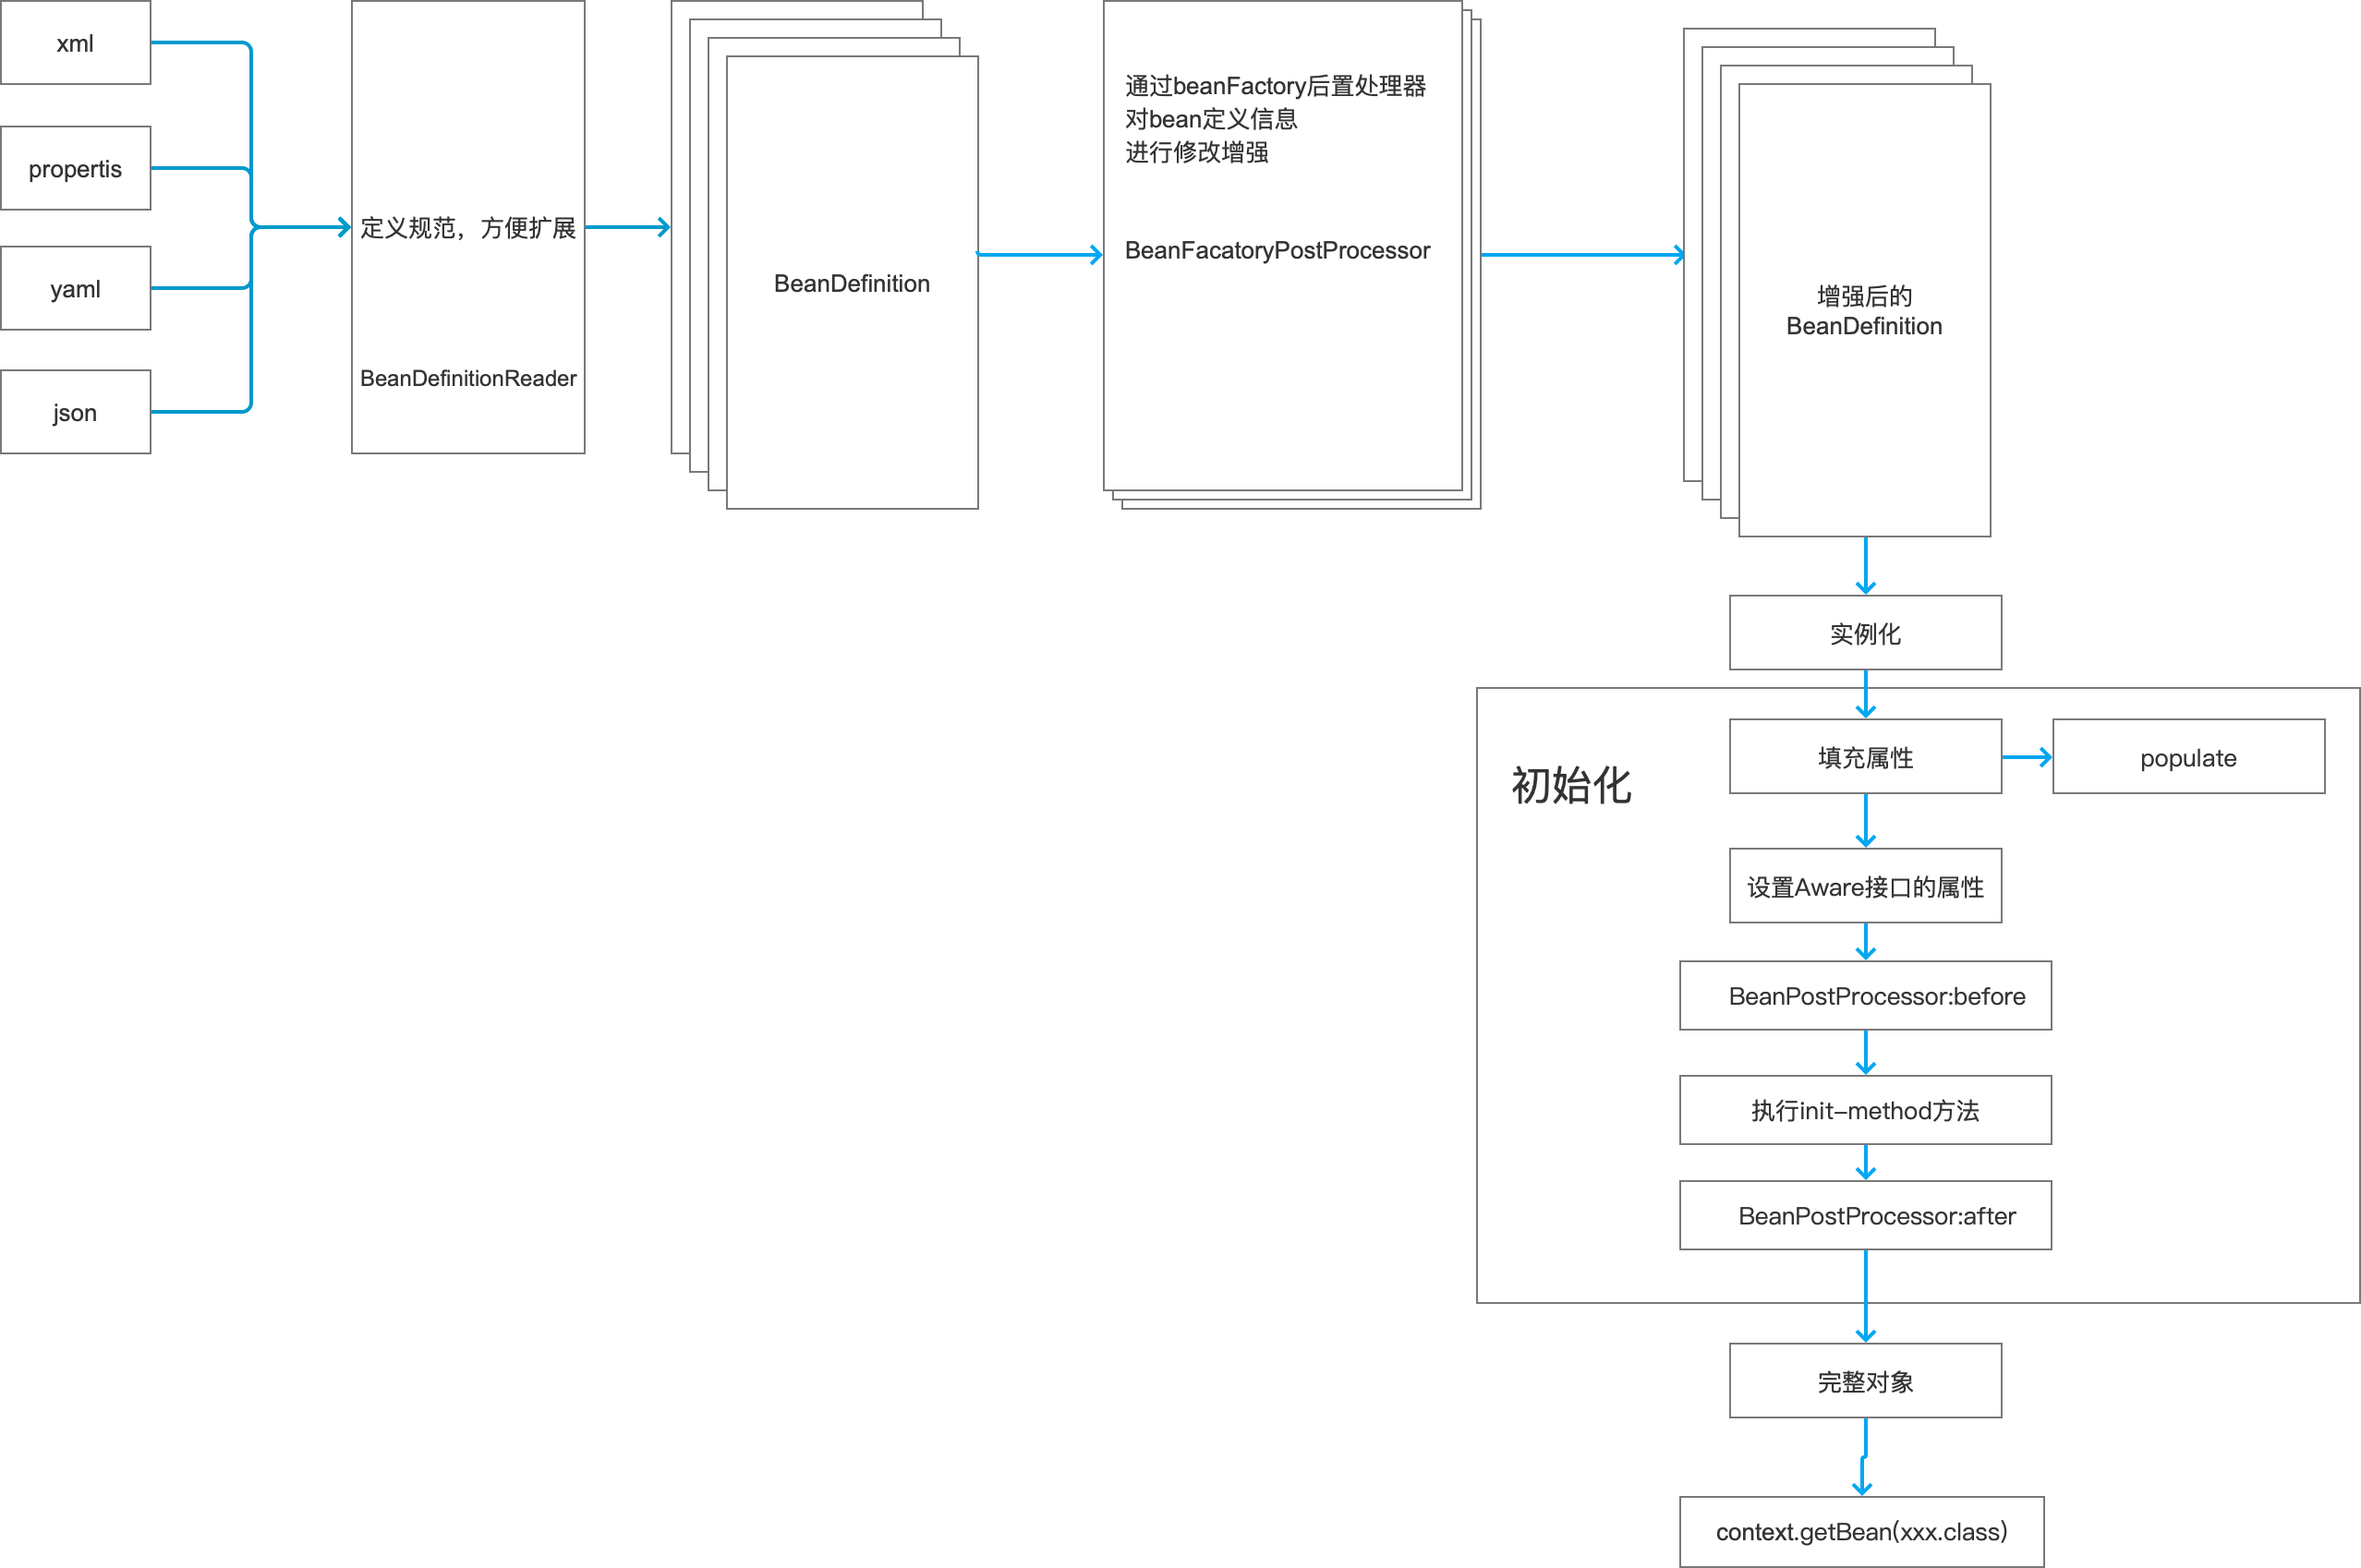 xml
propertis
yaml
json
定义规范，方便扩展
BeanDefinitionReader
BeanDefinition
通过beanFactory后置处理器
对bean定义信息
进行修改增强
BeanFacatoryPostProcessor
增强后的
BeanDefinition
实例化
初始化
填充属性
populate
设置Aware接口的属性
BeanPostProcessor:before
执行init-method方法
BeanPostProcessor:after
完整对象
context.getBean(xxx.class)